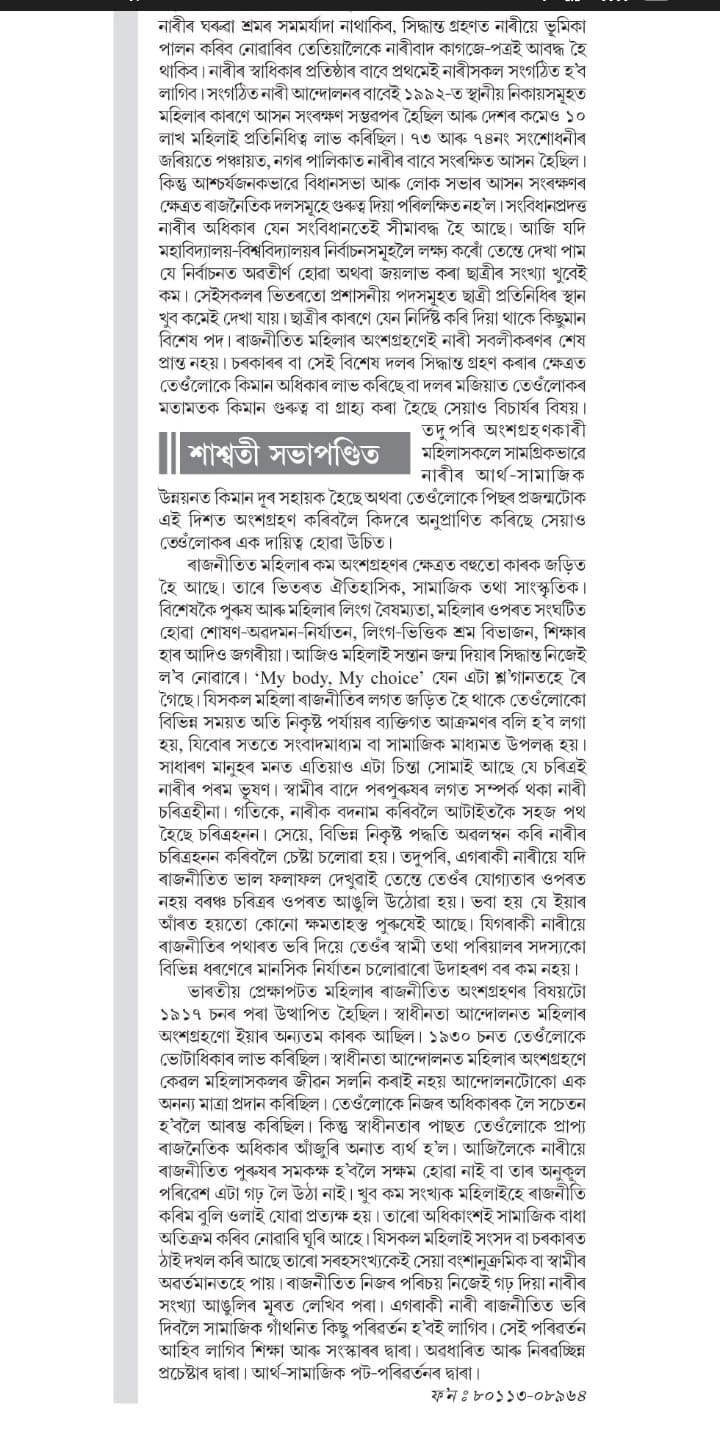 নাৰীৰ ঘৰুৱা শ্ৰমৰ সমমৰ্যাদা নাথাকিব, সিদ্ধান্ত গ্ৰহণত নাৰীয়ে ভূমিকা
পালন কৰিব নোৱাৰিব তেতিয়ালৈকে নাৰীবাদ কাগজে-পত্ৰই আবদ্ধ হৈ
থাকিব। নাৰীৰ স্বাধিকাৰ প্ৰতিষ্ঠাৰ বাবে প্ৰথমেই নাৰীসকল সংগঠিত হ'ব
লাগিব। সংগঠিত নাৰী আন্দোলনৰ বাবেই ১৯৯২-ত স্থানীয় নিকায়সমূহত
মহিলাৰ কাৰণে আসন সংৰক্ষণ সম্ভৱপৰ হৈছিল আৰু দেশৰ কমেও ১০
লাখ মহিলাই প্ৰতিনিধিত্ব লাভ কৰিছিল। ৭৩ আৰু ৭৪নং সংশোধনীৰ
জৰিয়তে পঞ্চায়ত, নগৰ পালিকাত নাৰীৰ বাবে সংৰক্ষিত আসন হৈছিল।
কিন্তু আশ্চৰ্যজনকভাৱে বিধানসভা আৰু লোক সভাৰ আসন সংৰক্ষণৰ
ক্ষেত্ৰত ৰাজনৈতিক দলসমূহে গুৰুত্ব দিয়া পৰিলক্ষিত নহ'ল। সংবিধানপ্ৰদত্ত
নাৰীৰ অধিকাৰ যেন সংবিধানতেই সীমাবদ্ধ হৈ আছে। আজি যদি
মহাবিদ্যালয়-বিশ্ববিদ্যালয়ৰ নিৰ্বাচনসমূহলৈ লক্ষ্য কৰোঁ তেন্তে দেখা পাম
যে নিৰ্বাচনত অৱতীৰ্ণ হোৱা অথবা জয়লাভ কৰা ছাত্ৰীৰ সংখ্যা খুবেই
কম। সেইসকলৰ ভিতৰতো প্ৰশাসনীয় পদসমূহত ছাত্ৰী প্ৰতিনিধিৰ স্থান
খুব কমেই দেখা যায়। ছাত্ৰীৰ কাৰণে যেন নিৰ্দিষ্ট কৰি দিয়া থাকে কিছুমান
বিশেষ পদ। ৰাজনীতিত মহিলাৰ অংশগ্ৰহণেই নাৰী সবলীকৰণৰ শেষ
প্ৰান্ত নহয়। চৰকাৰৰ বা সেই বিশেষ দলৰ সিদ্ধান্ত গ্ৰহণ কৰাৰ ক্ষেত্ৰত
তেওঁলোকে কিমান অধিকাৰ লাভ কৰিছে বা দলৰ মজিয়াত তেওঁলোকৰ
মতামতক কিমান গুৰুত্ব বা গ্ৰাহ্য কৰা হৈছে সেয়াও বিচাৰ্যৰ বিষয়।
শাশ্বতী সভাপণ্ডিত
তদুপৰি অংশগ্ৰহণকাৰী
মহিলাসকলে সামগ্ৰিকভাৱে
নাৰীৰ আৰ্থ-সামাজিক
উন্নয়নত কিমান দূৰ সহায়ক হৈছে অথবা তেওঁলোকে পিছৰ প্ৰজন্মটোক
এই দিশত অংশগ্ৰহণ কৰিবলৈ কিদৰে অনুপ্ৰাণিত কৰিছে সেয়াও
তেওঁলোকৰ এক দায়িত্ব হোৱা উচিত।
ৰাজনীতিত মহিলাৰ কম অংশগ্ৰহণৰ ক্ষেত্ৰত বহুতো কাৰক জড়িত
হৈ আছে। তাৰে ভিতৰত ঐতিহাসিক, সামাজিক তথা সাংস্কৃতিক।
বিশেষকৈ পুৰুষ আৰু মহিলাৰ লিংগ বৈষম্যতা, মহিলাৰ ওপৰত সংঘটিত
হোৱা শোষণ-অৱদমন-নিৰ্যাতন, লিংগ-ভিত্তিক শ্ৰম বিভাজন, শিক্ষাৰ
হাৰ আদিও জগৰীয়া। আজিও মহিলাই সন্তান জন্ম দিয়াৰ সিদ্ধান্ত নিজেই
ল'ব নোৱাৰে। ‘My body, My choice’ যেন এটা শ্ল'গানতহে ৰৈ
গৈছে। যিসকল মহিলা ৰাজনীতিৰ লগত জড়িত হৈ থাকে তেওঁলোকো
বিভিন্ন সময়ত অতি নিকৃষ্ট পৰ্যায়ৰ ব্যক্তিগত আক্ৰমণৰ বলি হ'ব লগা
হয়, যিবোৰ সততে সংবাদমাধ্যম বা সামাজিক মাধ্যমত উপলব্ধ হয়।
সাধাৰণ মানুহৰ মনত এতিয়াও এটা চিন্তা সোমাই আছে যে চৰিত্ৰই
নাৰীৰ পৰম ভূষণ। স্বামীৰ বাদে পৰপুৰুষৰ লগত সম্পৰ্ক থকা নাৰী
চৰিত্ৰহীনা। গতিকে, নাৰীক বদনাম কৰিবলৈ আটাইতকৈ সহজ পথ
হৈছে চৰিত্ৰহনন। সেয়ে, বিভিন্ন নিকৃষ্ট পদ্ধতি অৱলম্বন কৰি নাৰীৰ
চৰিত্ৰহনন কৰিবলৈ চেষ্টা চলোৱা হয়। তদুপৰি, এগৰাকী নাৰীয়ে যদি
ৰাজনীতিত ভাল ফলাফল দেখুৱাই তেন্তে তেওঁৰ যোগ্যতাৰ ওপৰত
নহয় বৰঞ্চ চৰিত্ৰৰ ওপৰত আঙুলি উঠোৱা হয়। ভবা হয় যে ইয়াৰ
আঁৰত হয়তো কোনো ক্ষমতাহস্ত পুৰুষেই আছে। যিগৰাকী নাৰীয়ে
ৰাজনীতিৰ পথাৰত ভৰি দিয়ে তেওঁৰ স্বামী তথা পৰিয়ালৰ সদস্যকো
বিভিন্ন ধৰণেৰে মানসিক নিৰ্যাতন চলোৱাৰো উদাহৰণ বৰ কম নহয়।
ভাৰতীয় প্ৰেক্ষাপটত মহিলাৰ ৰাজনীতিত অংশগ্ৰহণৰ বিষয়টো
১৯১৭ চনৰ পৰা উত্থাপিত হৈছিল। স্বাধীনতা আন্দোলনত মহিলাৰ
অংশগ্ৰহণো ইয়াৰ অন্যতম কাৰক আছিল। ১৯৩০ চনত তেওঁলোকে
ভোটাধিকাৰ লাভ কৰিছিল। স্বাধীনতা আন্দোলনত মহিলাৰ অংশগ্ৰহণে
কেৱল মহিলাসকলৰ জীৱন সলনি কৰাই নহয় আন্দোলনটোকো এক
অনন্য মাত্ৰা প্ৰদান কৰিছিল। তেওঁলোকে নিজৰ অধিকাৰক লৈ সচেতন
হ'বলৈ আৰম্ভ কৰিছিল। কিন্তু স্বাধীনতাৰ পাছত তেওঁলোকে প্ৰাপ্য
ৰাজনৈতিক অধিকাৰ আঁজুৰি অনাত ব্যৰ্থ হ'ল। আজিলৈকে নাৰীয়ে
ৰাজনীতিত পুৰুষৰ সমকক্ষ হ'বলৈ সক্ষম হোৱা নাই বা তাৰ অনুকূল
পৰিৱেশ এটা গঢ় লৈ উঠা নাই। খুব কম সংখ্যক মহিলাইহে ৰাজনীতি
কৰিম বুলি ওলাই যোৱা প্ৰত্যক্ষ হয়। তাৰো অধিকাংশই সামাজিক বাধা
অতিক্ৰম কৰিব নোৱাৰি ঘূৰি আহে। যিসকল মহিলাই সংসদ বা চৰকাৰত
ঠাই দখল কৰি আছে তাৰো সৰহসংখ্যকেই সেয়া বংশানুক্ৰমিক বা স্বামীৰ
অৱৰ্তমানতহে পায়। ৰাজনীতিত নিজৰ পৰিচয় নিজেই গঢ় দিয়া নাৰীৰ
সংখ্যা আঙুলিৰ মূৰত লেখিব পৰা। এগৰাকী নাৰী ৰাজনীতিত ভৰি
দিবলৈ সামাজিক গাঁথনিত কিছু পৰিৱৰ্তন হ'বই লাগিব। সেই পৰিৱৰ্তন
আহিব লাগিব শিক্ষা আৰু সংস্কাৰৰ দ্বাৰা। অৱধাৰিত আৰু নিৰৱচ্ছিন্ন
প্ৰচেষ্টাৰ দ্বাৰা। আৰ্থ-সামাজিক পট-পৰিৱৰ্তনৰ দ্বাৰা।
ফ'ন ঃ ৮০১১৩-০৮৯৬৪